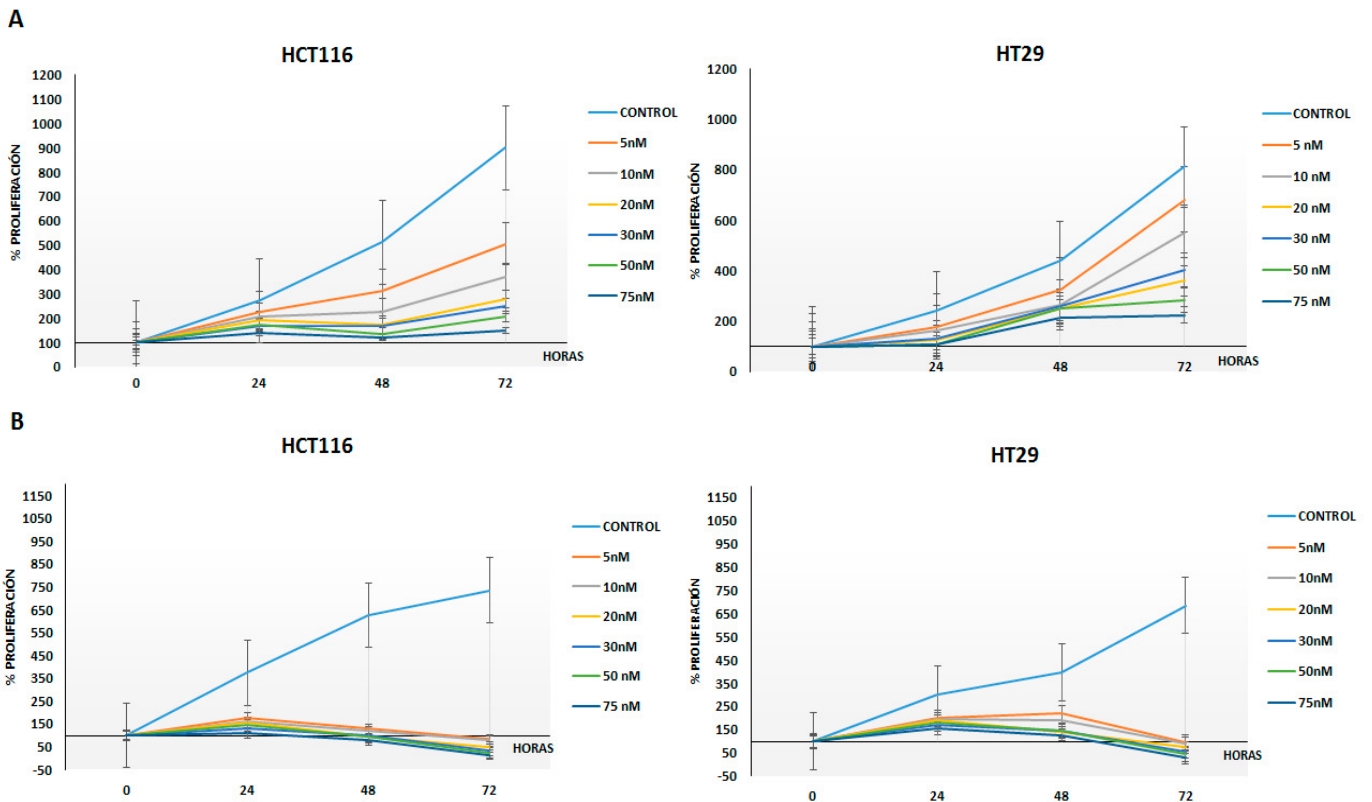 A
HCT116
% PROLIFERACIÓN
1200
1100
1000
900
800
700
600
500
400
300
200
100
0
0 24 48 72
HORAS
CONTROL
5nM
10nM
20nM
30nM
50nM
75nM
HT29
% PROLIFERACIÓN
1200
1000
800
600
400
200
0
0 24 48 72
HORAS
CONTROL
5 nM
10 nM
20 nM
30 nM
50 nM
75 nM
B
HCT116
% PROLIFERACIÓN
1150
1050
950
850
750
650
550
450
350
250
150
50
-50
0 24 48 72
HORAS
CONTROL
5nM
10nM
20nM
30nM
50 nM
75 nM
HT29
% PROLIFERACIÓN
1150
1050
950
850
750
650
550
450
350
250
150
50
-50
0 24 48 72
HORAS
CONTROL
5nM
10nM
20nM
30nM
50nM
75nM